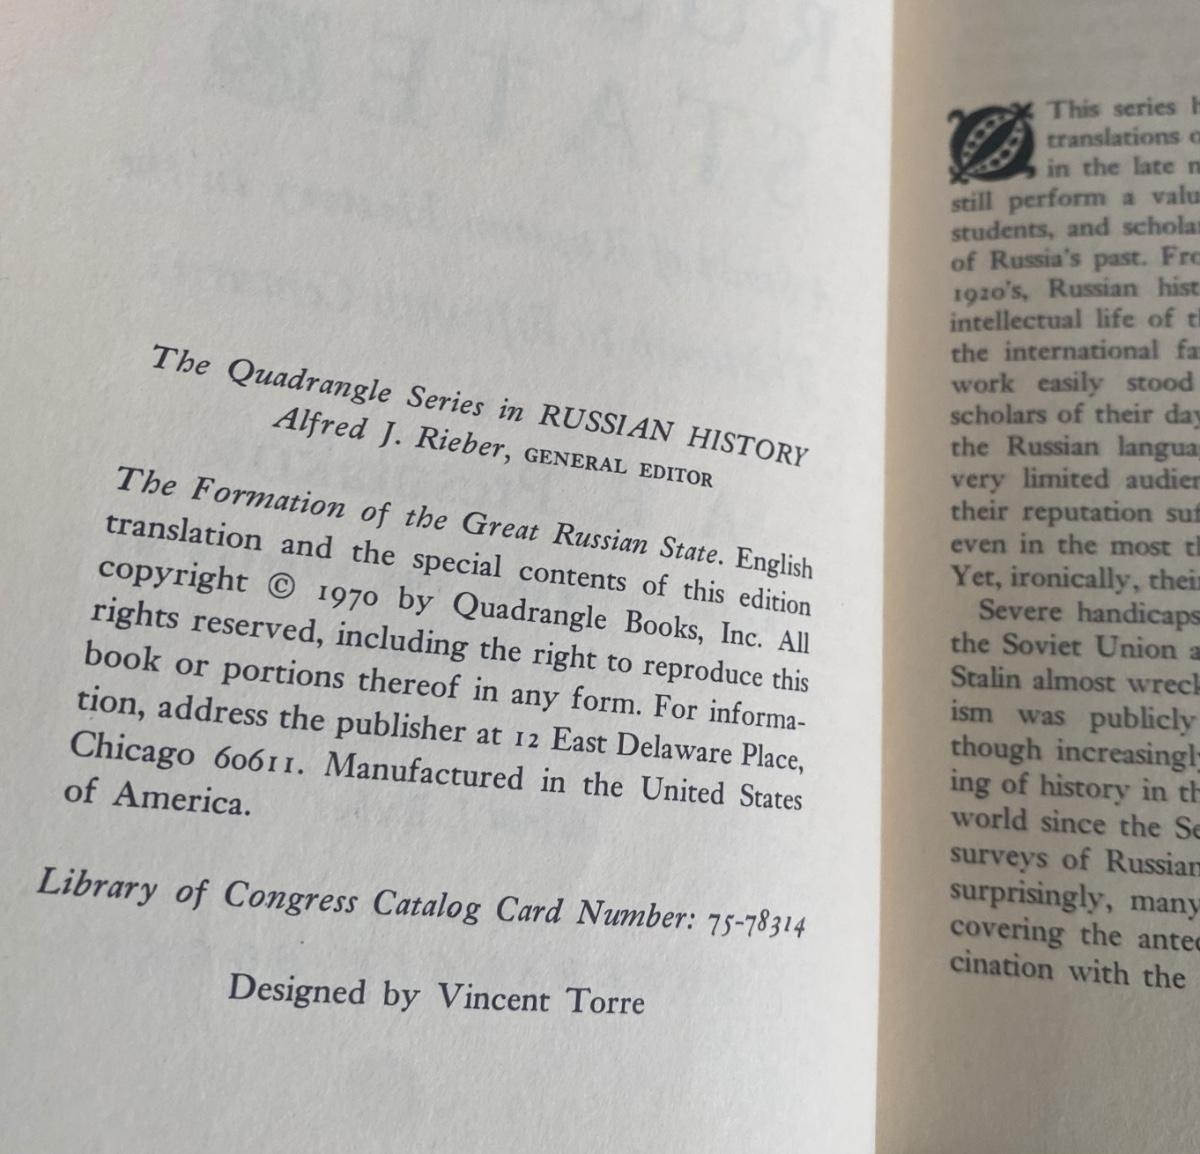 The Quadrangle Series in RUSSIAN HISTORY
Alfred J. Rieber, GENERAL EDITOR
The Formation of the Great Russian State. English
translation and the special contents of this edition
copyright © 1970 by Quadrangle Books, Inc. All
rights reserved, including the right to reproduce this
book or portions thereof in any form. For informa-
tion, address the publisher at 12 East Delaware Place,
Chicago 60611. Manufactured in the United States
of America.
Library of Congress Catalog Card Number: 75-78314
Designed by Vincent Torre
This series
translations
in the late
still perform a
students, and
of Russia's past.
1920's, Russian
intellectual life of
the international
work easily stood
scholars of their
the Russian
very limited
their reputation
even in the most
Yet, ironically,
Severe handicaps
the Soviet Union
Stalin almost
ism was publicly
though
ing of history in
world since the
surveys of Russian
surprisingly, many
covering the
cination with the